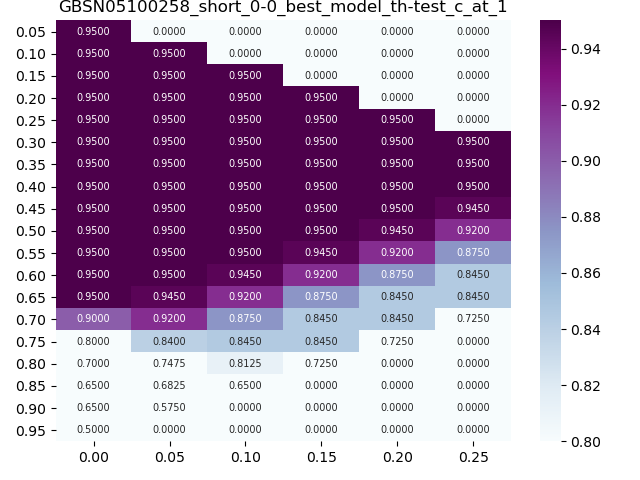 GBSN05100258_short_0-0_best_model_th-test_c_at_1
0.05 0.9500 0.0000 0.0000 0.0000 0.0000 0.0000
0.10 0.9500 0.9500 0.0000 0.0000 0.0000 0.0000
0.15 0.9500 0.9500 0.9500 0.0000 0.0000 0.0000
0.20 0.9500 0.9500 0.9500 0.9500 0.0000 0.0000
0.25 0.9500 0.9500 0.9500 0.9500 0.9500 0.0000
0.30 0.9500 0.9500 0.9500 0.9500 0.9500 0.9500
0.35 0.9500 0.9500 0.9500 0.9500 0.9500 0.9500
0.40 0.9500 0.9500 0.9500 0.9500 0.9500 0.9500
0.45 0.9500 0.9500 0.9500 0.9500 0.9500 0.9450
0.50 0.9500 0.9500 0.9500 0.9500 0.9450 0.9200
0.55 0.9500 0.9500 0.9500 0.9450 0.9200 0.8750
0.60 0.9500 0.9500 0.9450 0.9200 0.8750 0.8450
0.65 0.9500 0.9450 0.9200 0.8750 0.8450 0.8450
0.70 0.9000 0.9200 0.8750 0.8450 0.8450 0.7250
0.75 0.8000 0.8400 0.8450 0.8450 0.7250 0.0000
0.80 0.7000 0.7475 0.8125 0.7250 0.0000 0.0000
0.85 0.6500 0.6825 0.6500 0.0000 0.0000 0.0000
0.90 0.6500 0.5750 0.0000 0.0000 0.0000 0.0000
0.95 0.5000 0.0000 0.0000 0.0000 0.0000 0.0000
0.00 0.05 0.10 0.15 0.20 0.25
0.94
0.92
0.90
0.88
0.86
0.84
0.82
0.80